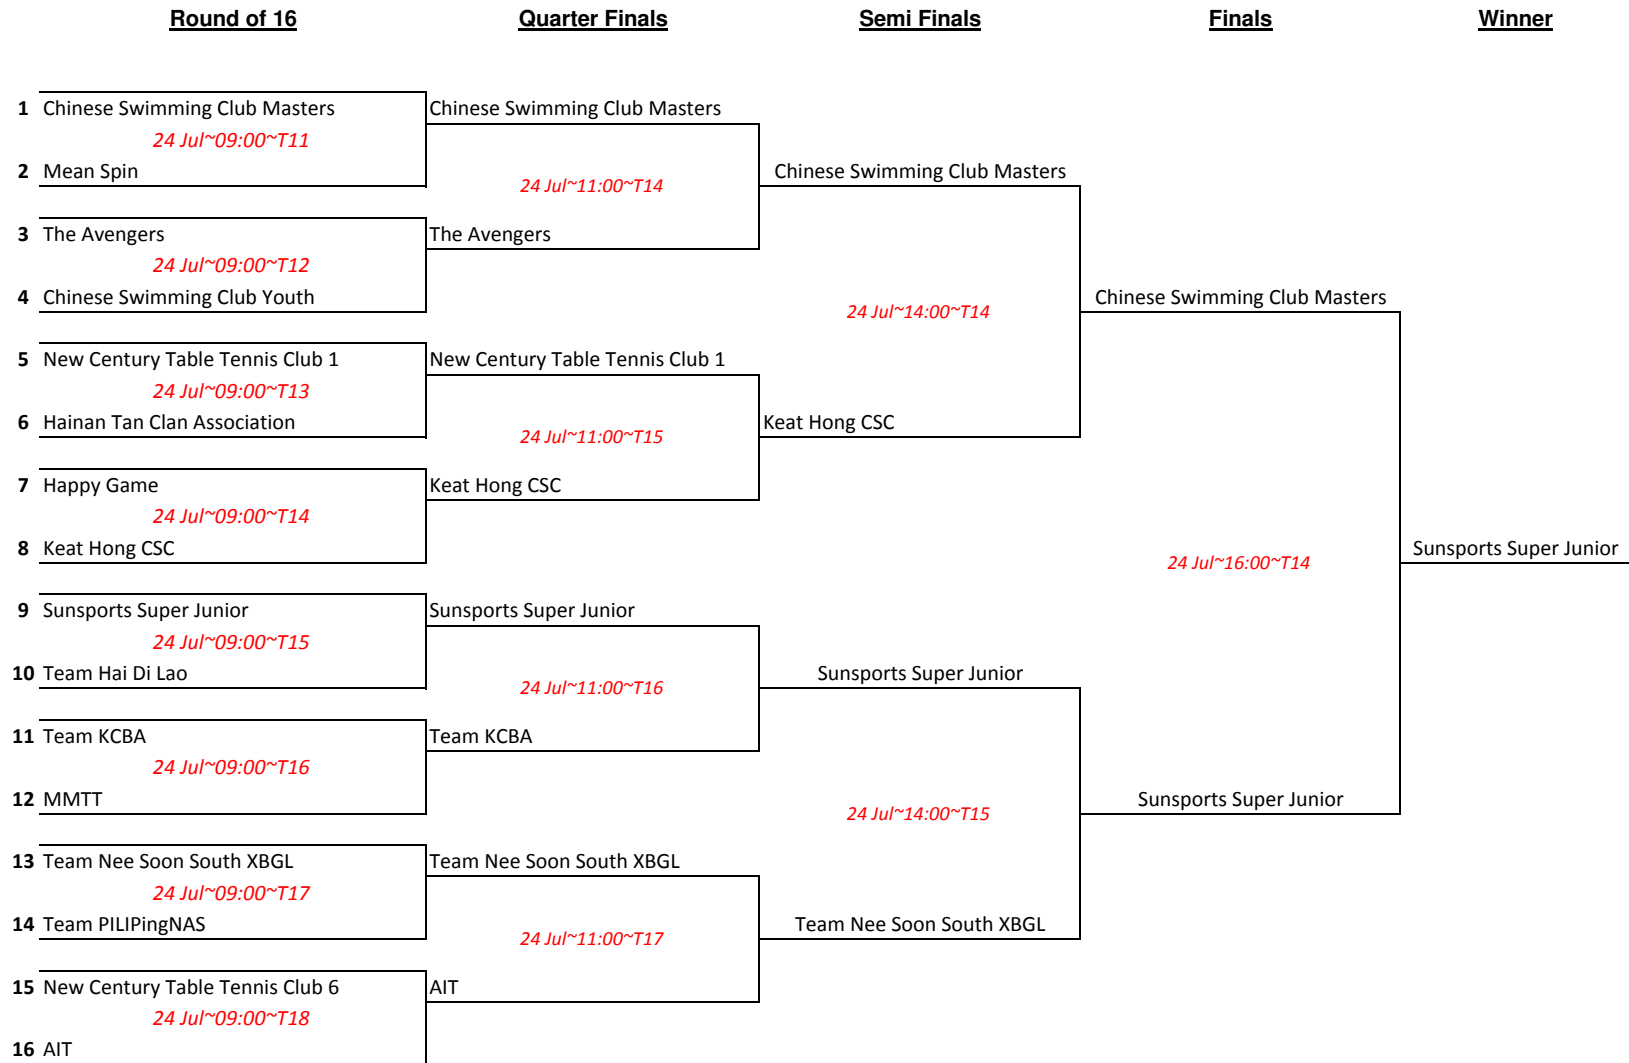 Round of 16 Quarter Finals Semi Finals Finals Winner
1 Chinese Swimming Club Masters Chinese Swimming Club Masters
24 Jul~09:00~T11
2 Mean Spin 24 Jul~11:00~T14 Chinese Swimming Club Masters
3 The Avengers The Avengers
24 Jul~09:00~T12
4 Chinese Swimming Club Youth 24 Jul~14:00~T14 Chinese Swimming Club Masters
5 New Century Table Tennis Club 1 New Century Table Tennis Club 1
24 Jul~09:00~T13
6 Hainan Tan Clan Association 24 Jul~11:00~T15 Keat Hong CSC
7 Happy Game Keat Hong CSC
24 Jul~09:00~T14
8 Keat Hong CSC 24 Jul~16:00~T14 Sunsports Super Junior
9 Sunsports Super Junior Sunsports Super Junior
24 Jul~09:00~T15
10 Team Hai Di Lao 24 Jul~11:00~T16 Sunsports Super Junior
11 Team KCBA Team KCBA
24 Jul~09:00~T16
12 MMTT 24 Jul~14:00~T15 Sunsports Super Junior
13 Team Nee Soon South XBGL Team Nee Soon South XBGL
24 Jul~09:00~T17
14 Team PILIPingNAS 24 Jul~11:00~T17 Team Nee Soon South XBGL
15 New Century Table Tennis Club 6 AIT
24 Jul~09:00~T18
16 AIT